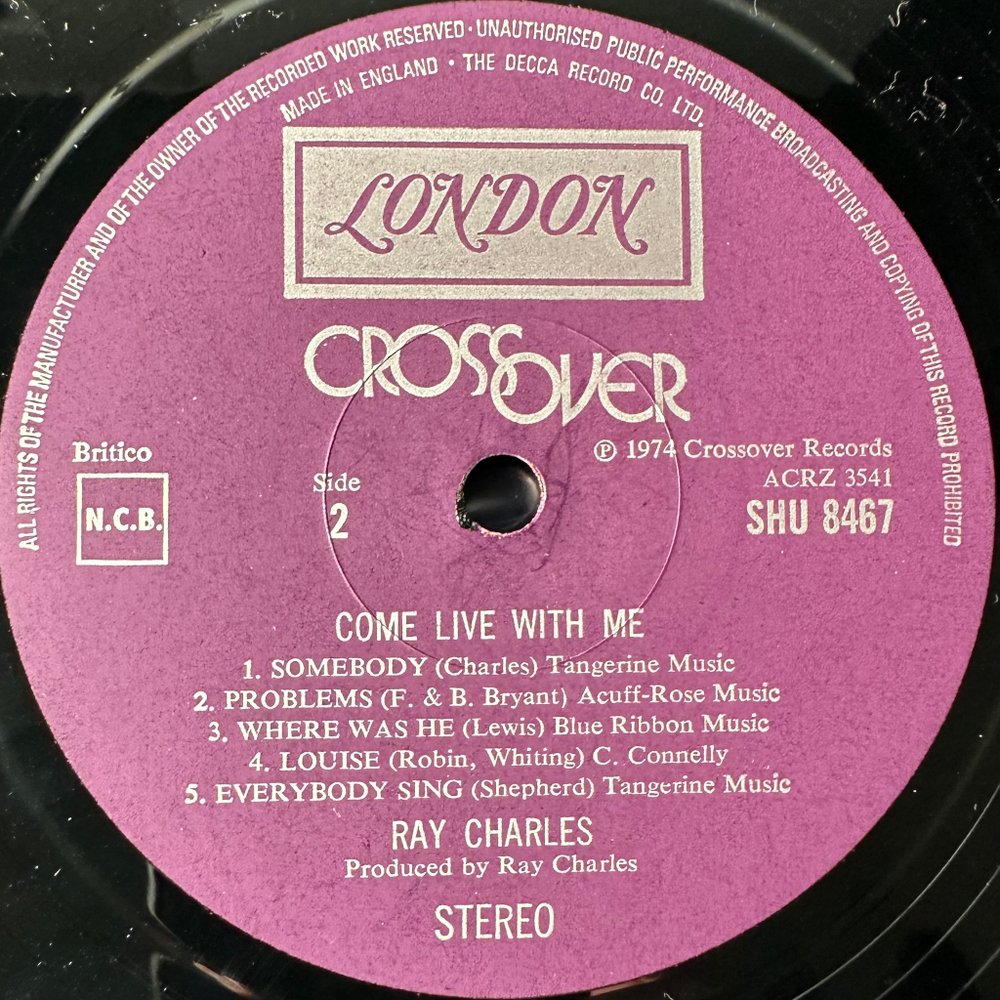 ALL RIGHTS OF THE MANUFACTURER AND OF THE OWNER OF THE RECORDED WORK RESERVED · UNAUTHORISED PUBLIC PERFORMANCE BROADCASTING AND COPYING OF THIS RECORD PROHIBITED
MADE IN ENGLAND · THE DECCA RECORD CO. LTD.
LONDON
CROSSOVER
Britico
N.C.B.
Side
2
℗ 1974 Crossover Records
ACRZ 3541
SHU 8467
COME LIVE WITH ME
1. SOMEBODY (Charles) Tangerine Music
2. PROBLEMS (F. & B. Bryant) Acuff-Rose Music
3. WHERE WAS HE (Lewis) Blue Ribbon Music
4. LOUISE (Robin, Whiting) C. Connelly
5. EVERYBODY SING (Shepherd) Tangerine Music
RAY CHARLES
Produced by Ray Charles
STEREO